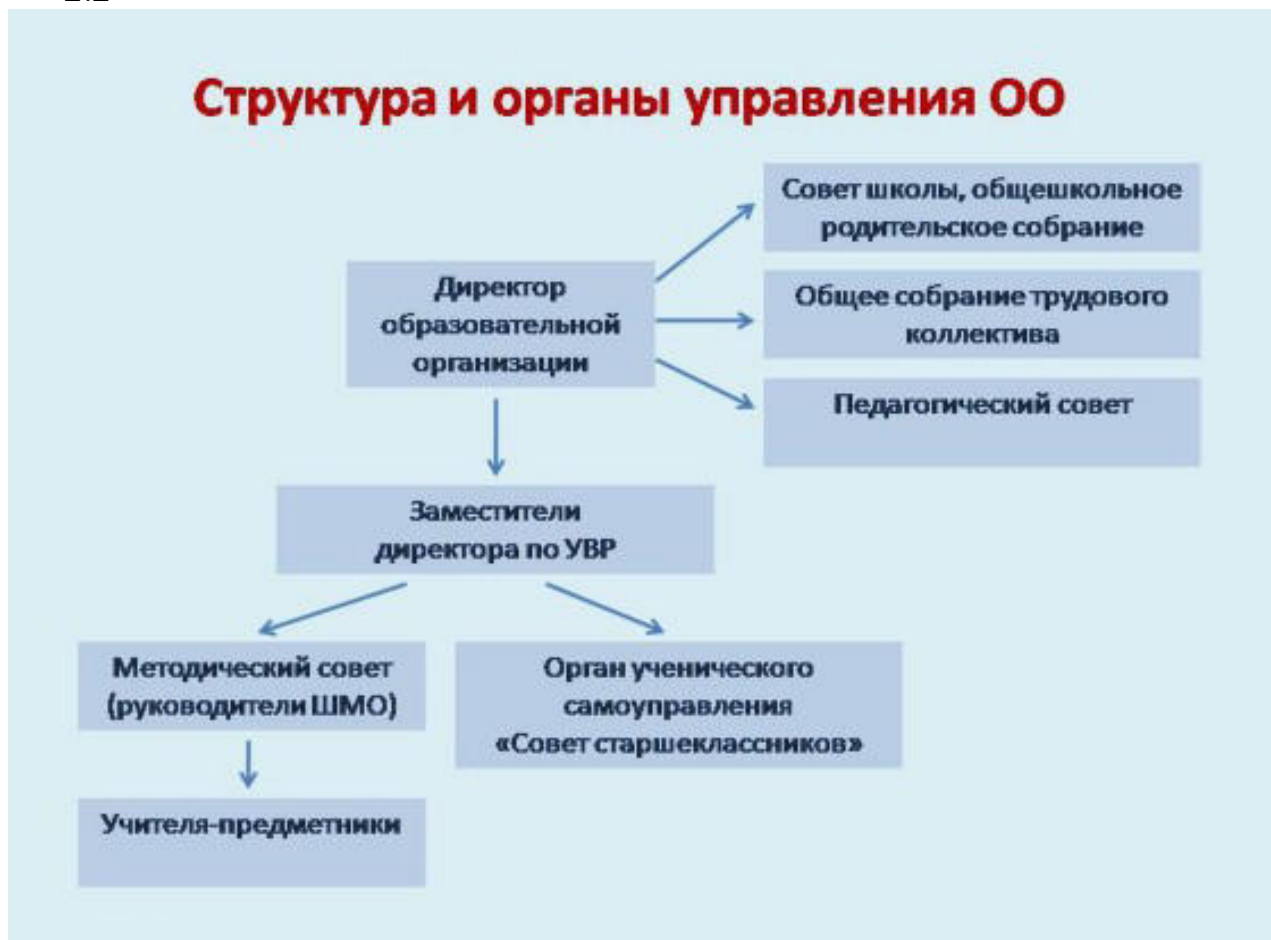 Структура и органы управления ОО
Совет школы, общешкольное
родительское собрание
Директор
образовательной
организации
Общее собрание трудового
коллектива
Педагогический совет
Заместители
директора по УВР
Методический совет
(руководители ШМО)
Орган ученического
самоуправления
«Совет старшеклассников»
Учителя-предметники